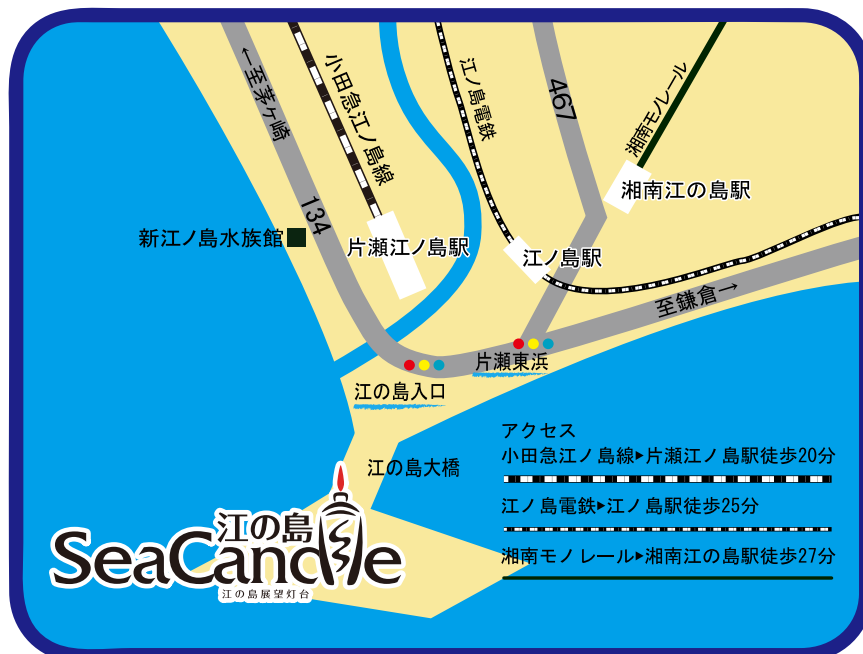 ←至茅ヶ崎
小田急江ノ島線
江ノ島電鉄
467
湘南モノレール
134
湘南江の島駅
新江ノ島水族館
片瀬江ノ島駅
江ノ島駅
至鎌倉→
片瀬東浜
江の島入口
江の島大橋
アクセス
小田急江ノ島線▶片瀬江ノ島駅徒歩20分
江ノ島電鉄▶江ノ島駅徒歩25分
湘南モノレール▶湘南江の島駅徒歩27分
江の島
SeaCandle
江の島展望灯台